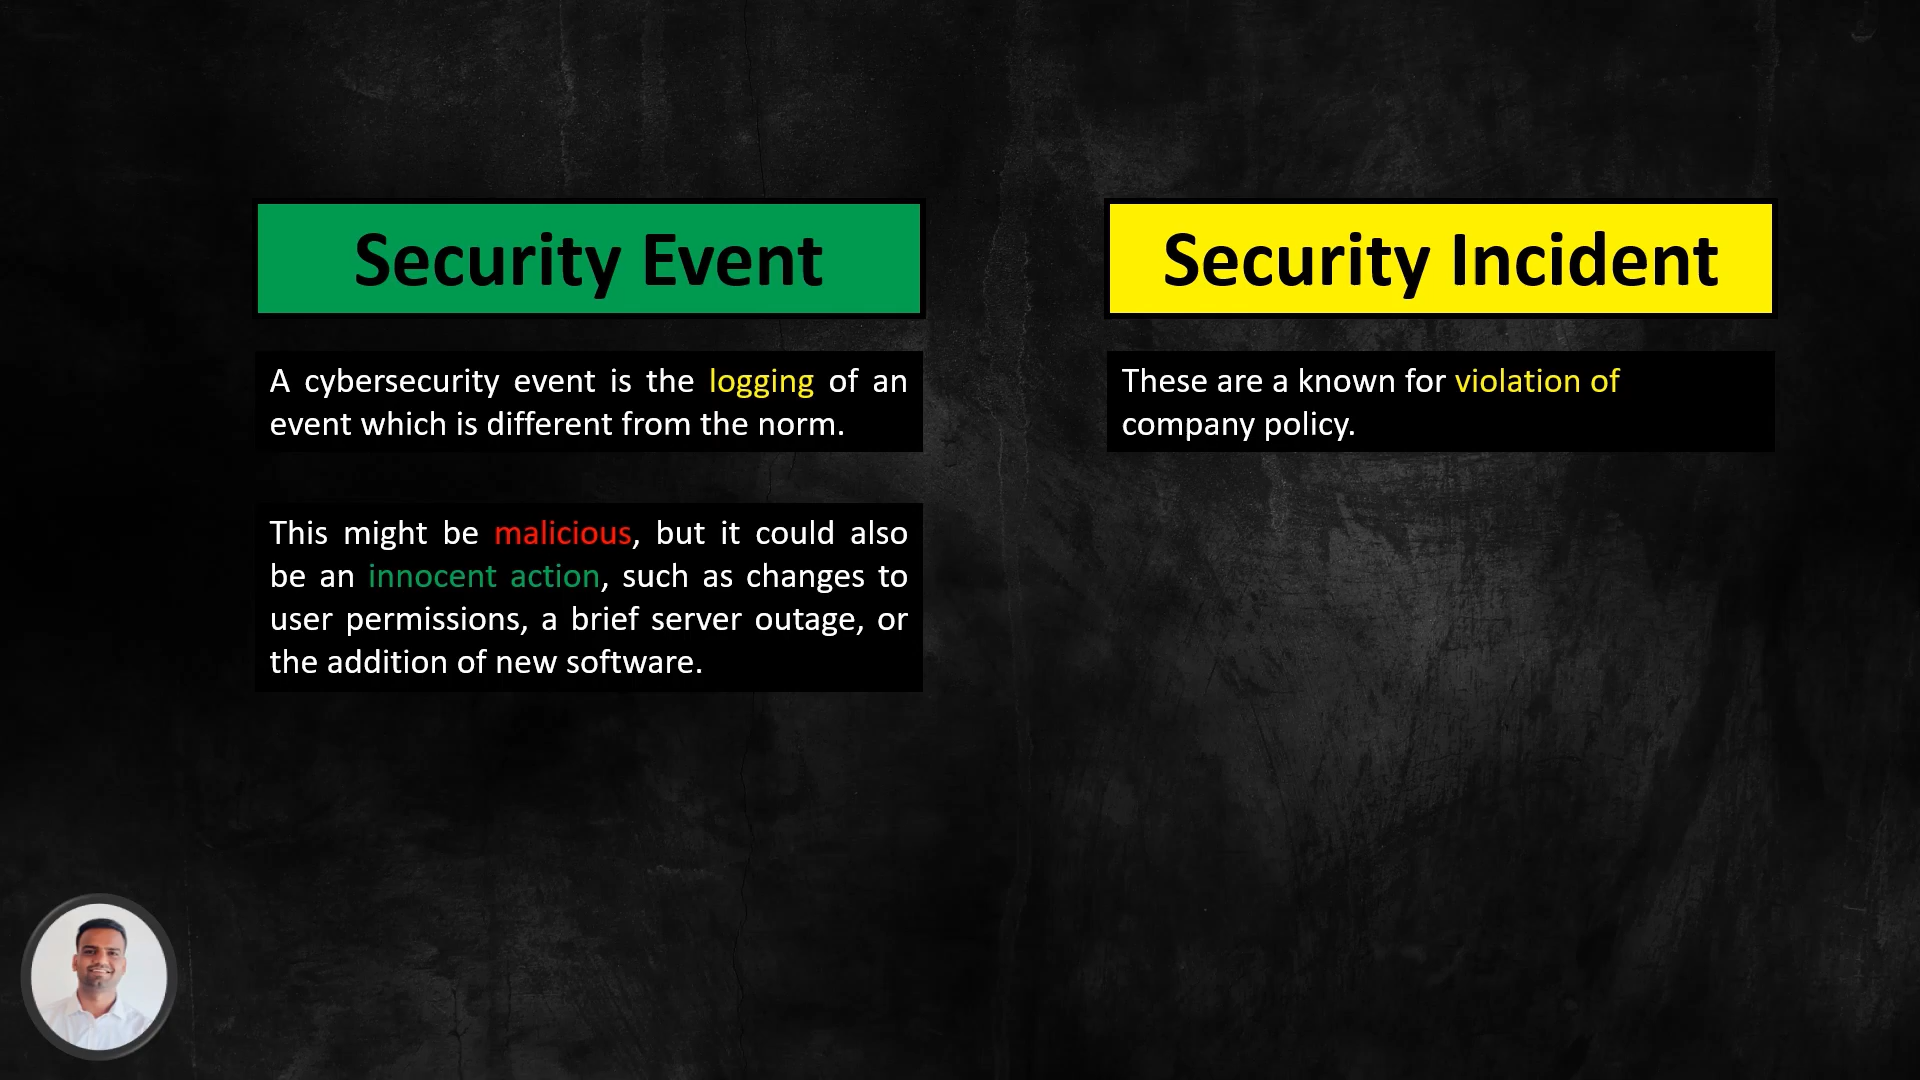 Security Event
A cybersecurity event is the logging of an
event which is different from the norm.
This might be malicious, but it could also
be an innocent action, such as changes to
user permissions, a brief server outage, or
the addition of new software.
Security Incident
These are a known for violation of
company policy.